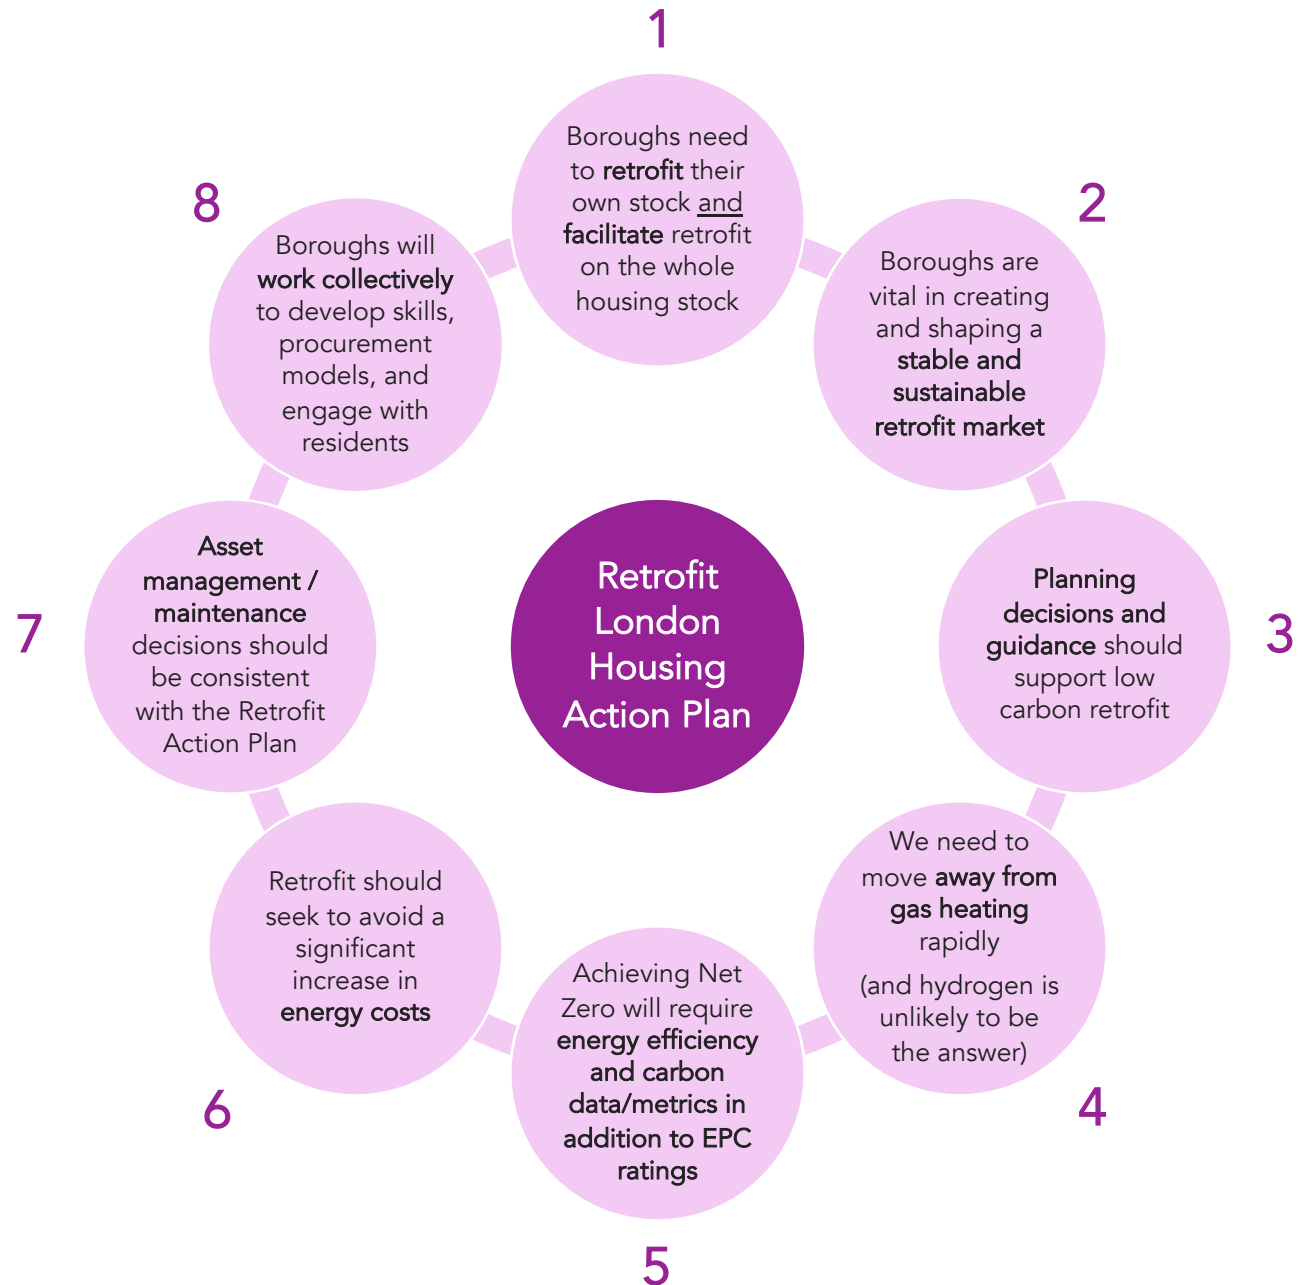 1
Boroughs need
to retrofit their
own stock and
facilitate retrofit
on the whole
housing stock
2
Boroughs are
vital in creating
and shaping a
stable and
sustainable
retrofit market
3
Planning
decisions and
guidance should
support low
carbon retrofit
4
We need to
move away from
gas heating
rapidly
(and hydrogen is
unlikely to be
the answer)
5
Achieving Net
Zero will require
energy efficiency
and carbon
data/metrics in
addition to EPC
ratings
6
Retrofit should
seek to avoid a
significant
increase in
energy costs
7
Asset
management /
maintenance
decisions should
be consistent
with the Retrofit
Action Plan
8
Boroughs will
work collectively
to develop skills,
procurement
models, and
engage with
residents
Retrofit
London
Housing
Action Plan